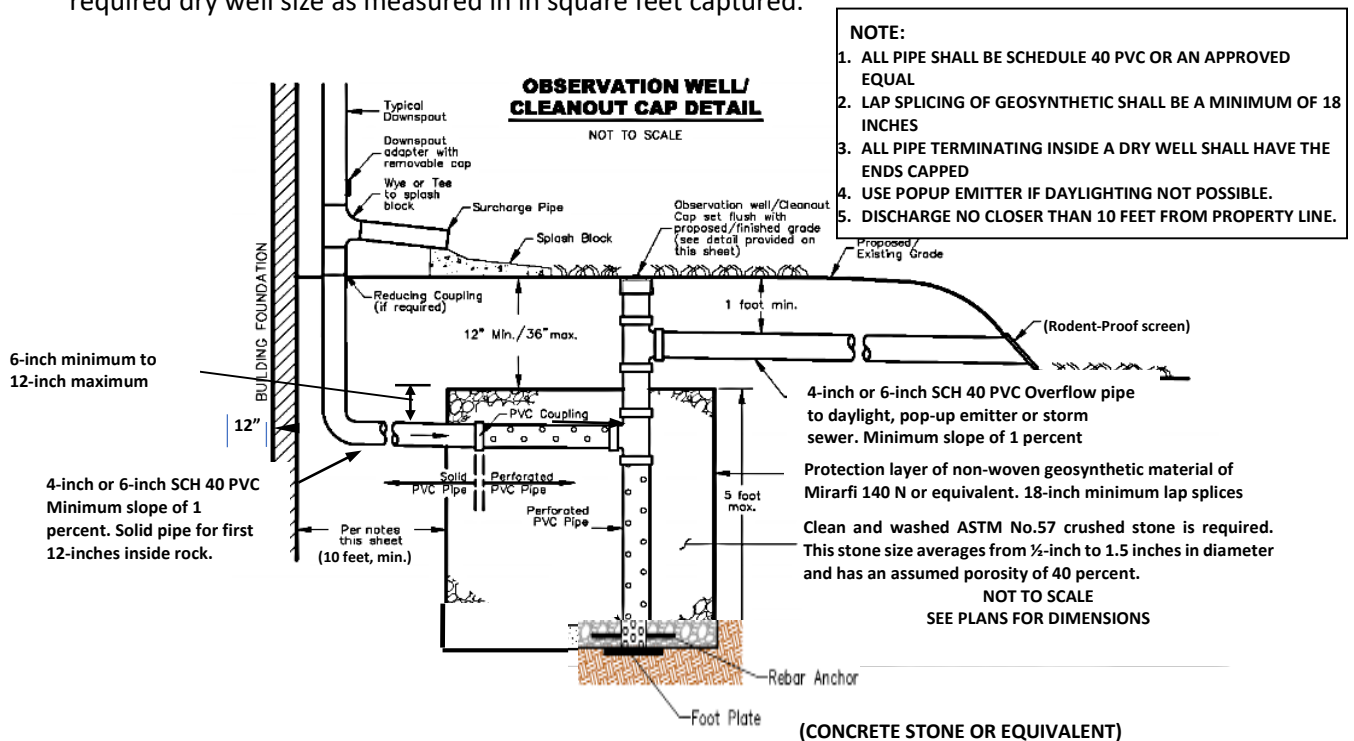 required dry well size as measured in in square feet captured.
NOTE:
1. ALL PIPE SHALL BE SCHEDULE 40 PVC OR AN APPROVED
EQUAL
2. LAP SPLICING OF GEOSYNTHETIC SHALL BE A MINIMUM OF 18
INCHES
3. ALL PIPE TERMINATING INSIDE A DRY WELL SHALL HAVE THE
ENDS CAPPED
4. USE POPUP EMITTER IF DAYLIGHTING NOT POSSIBLE.
5. DISCHARGE NO CLOSER THAN 10 FEET FROM PROPERTY LINE.
OBSERVATION WELL/
CLEANOUT CAP DETAIL
NOT TO SCALE
Typical
Downspout
Downspout
adapter with
removable cap
Wye or Tee
to splash
block
Surcharge Pipe
Splash Block
Observation well/Cleanout
Cap set flush with
proposed/finished grade
(see detail provided on
this sheet)
Proposed/
Existing Grade
BUILDING FOUNDATION
Reducing Coupling
(if required)
12" Min./36" max.
1 foot min.
(Rodent-Proof screen)
6-inch minimum to
12-inch maximum
12"
PVC Coupling
4-inch or 6-inch SCH 40 PVC Overflow pipe
to daylight, pop-up emitter or storm
sewer. Minimum slope of 1 percent
Solid
PVC Pipe
Perforated
PVC Pipe
4-inch or 6-inch SCH 40 PVC
Minimum slope of 1
percent. Solid pipe for first
12-inches inside rock.
Per notes
this sheet
(10 feet, min.)
Perforated
PVC Pipe
5 foot
max.
Protection layer of non-woven geosynthetic material of
Mirarfi 140 N or equivalent. 18-inch minimum lap splices
Clean and washed ASTM No.57 crushed stone is required.
This stone size averages from ½-inch to 1.5 inches in diameter
and has an assumed porosity of 40 percent.
NOT TO SCALE
SEE PLANS FOR DIMENSIONS
Rebar Anchor
Foot Plate
(CONCRETE STONE OR EQUIVALENT)